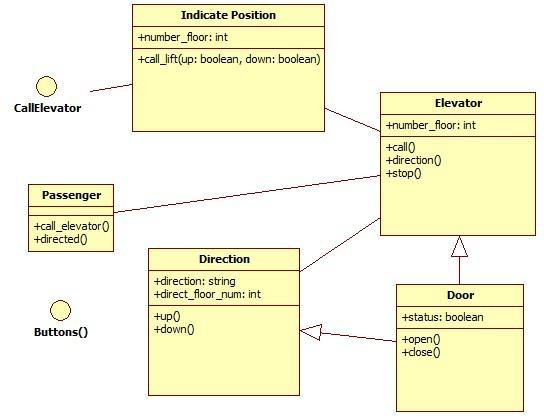 Indicate Position
+number_floor: int
+call_lift(up: boolean, down: boolean)
CallElevator
Elevator
+number_floor: int
+call()
+direction()
+stop()
Passenger
+call_elevator()
+directed()
Direction
+direction: string
+direct_floor_num: int
+up()
+down()
Buttons()
Door
+status: boolean
+open()
+close()